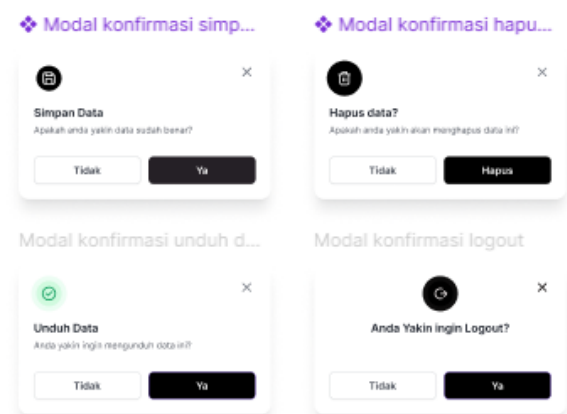 Modal konfirmasi simp...
Simpan Data
Apakah anda yakin data sudah benar?
Tidak
Ya
Modal konfirmasi hapu...
Hapus data?
Apakah anda yakin akan menghapus data ini?
Tidak
Hapus
Modal konfirmasi unduh d...
Unduh Data
Anda yakin ingin mengunduh data ini?
Tidak
Ya
Modal konfirmasi logout
Anda Yakin ingin Logout?
Tidak
Ya